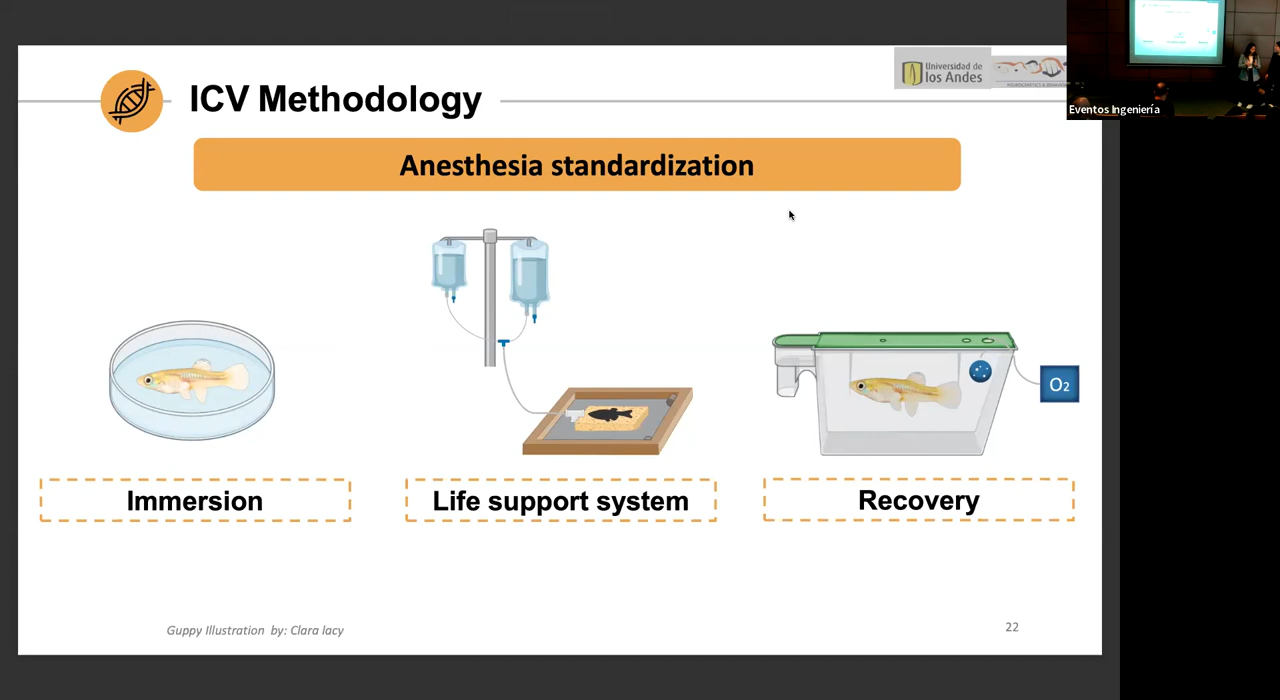 Universidad de
los Andes
Eventos Ingeniería
ICV Methodology
Anesthesia standardization
O2
Immersion
Life support system
Recovery
Guppy Illustration by: Clara lacy
22